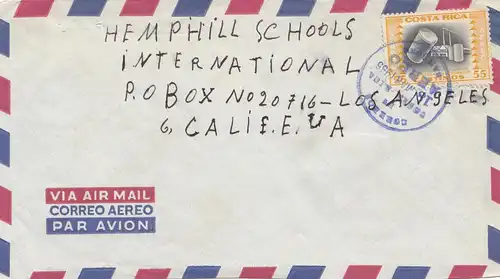 COSTA RICA
55
HEMPHILL SCHOOLS
INTERNATIONAL
P.O BOX No 20716-LOS ANGELES
6, CALIF.E.UA
VIA AIR MAIL
CORREO AEREO
PAR AVION